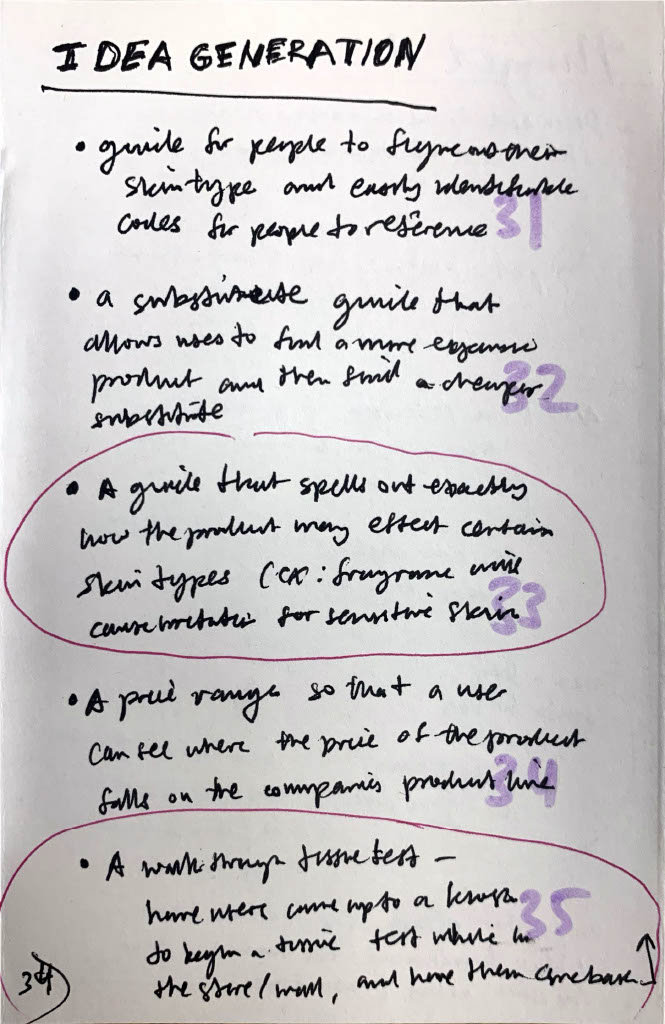 IDEA GENERATION
• guide for people to figure out their
skin type and easily identifiable
codes for people to reference 31
• a substitute guide that
allows users to find a more expensive
product and then find a cheaper 32
substitute
• A guide that spells out exactly
how the product may effect certain
skin types (ex: fragrance will
cause irritation for sensitive skin 33
• A price range so that a user
can see where the price of the product
falls on the companies product line 34
• A walk through tissue test –
have users come up to a kiosk 35
to begin a tissue test while in
the store/mall, and have them come back